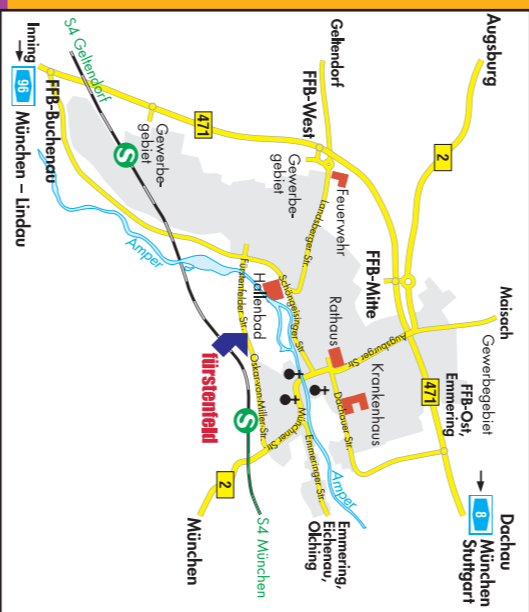 Augsburg
2
Geltendorf
FFB-West
Gewerbe-
gebiet
Feuerwehr
Landsberger Str.
FFB-Mitte
Maisach
Gewerbegebiet
FFB-Ost,
Emmering
471
Dachau
8
München
Stuttgart
471
Gewerbe-
gebiet
S4 Geltendorf
S
Inning
FFB-Buchenau
96
München – Lindau
Amper
Schöngeisinger Str.
Hallenbad
Fürstenfelder Str.
Rathaus
Augsburger Str.
Krankenhaus
Dachauer Str.
fürstenfeld
Oskar-von-Miller-Str.
Münchner Str.
Emmeringer Str.
Amper
S
2
München
S4 München
Emmering,
Eichenau,
Olching